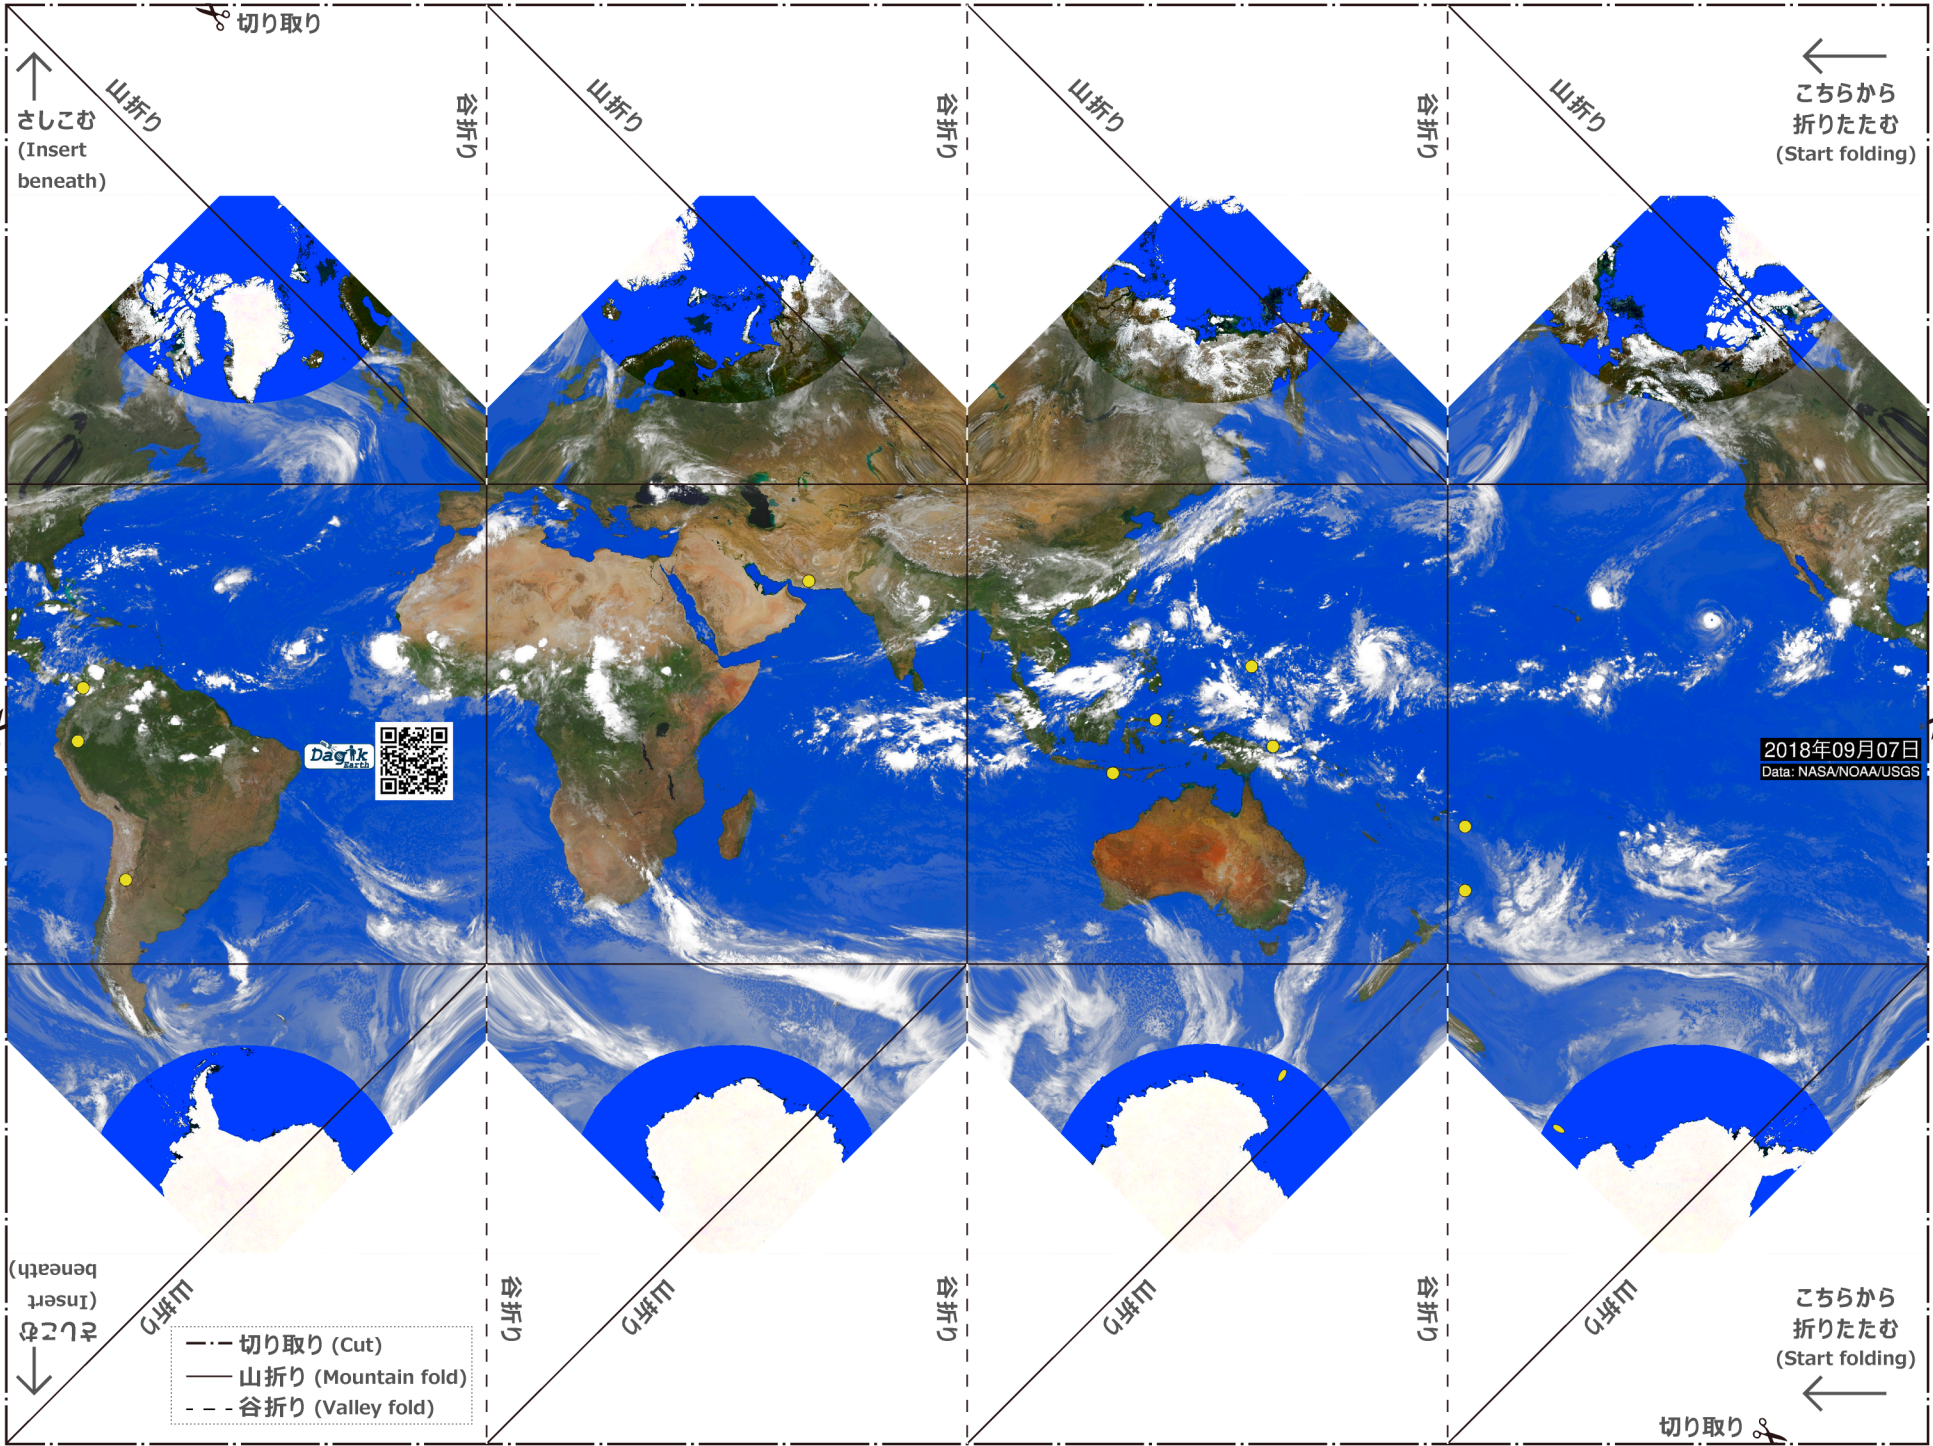 切り取り
山折り
谷折り
山折り
谷折り
山折り
谷折り
山折り
さしこむ
(Insert
beneath)
こちらから
折りたたむ
(Start folding)
Dagik
Earth
2018年09月07日
Data: NASA/NOAA/USGS
さしこむ
(Insert
beneath)
山折り
谷折り
山折り
谷折り
山折り
谷折り
山折り
こちらから
折りたたむ
(Start folding)
切り取り (Cut)
山折り (Mountain fold)
谷折り (Valley fold)
切り取り